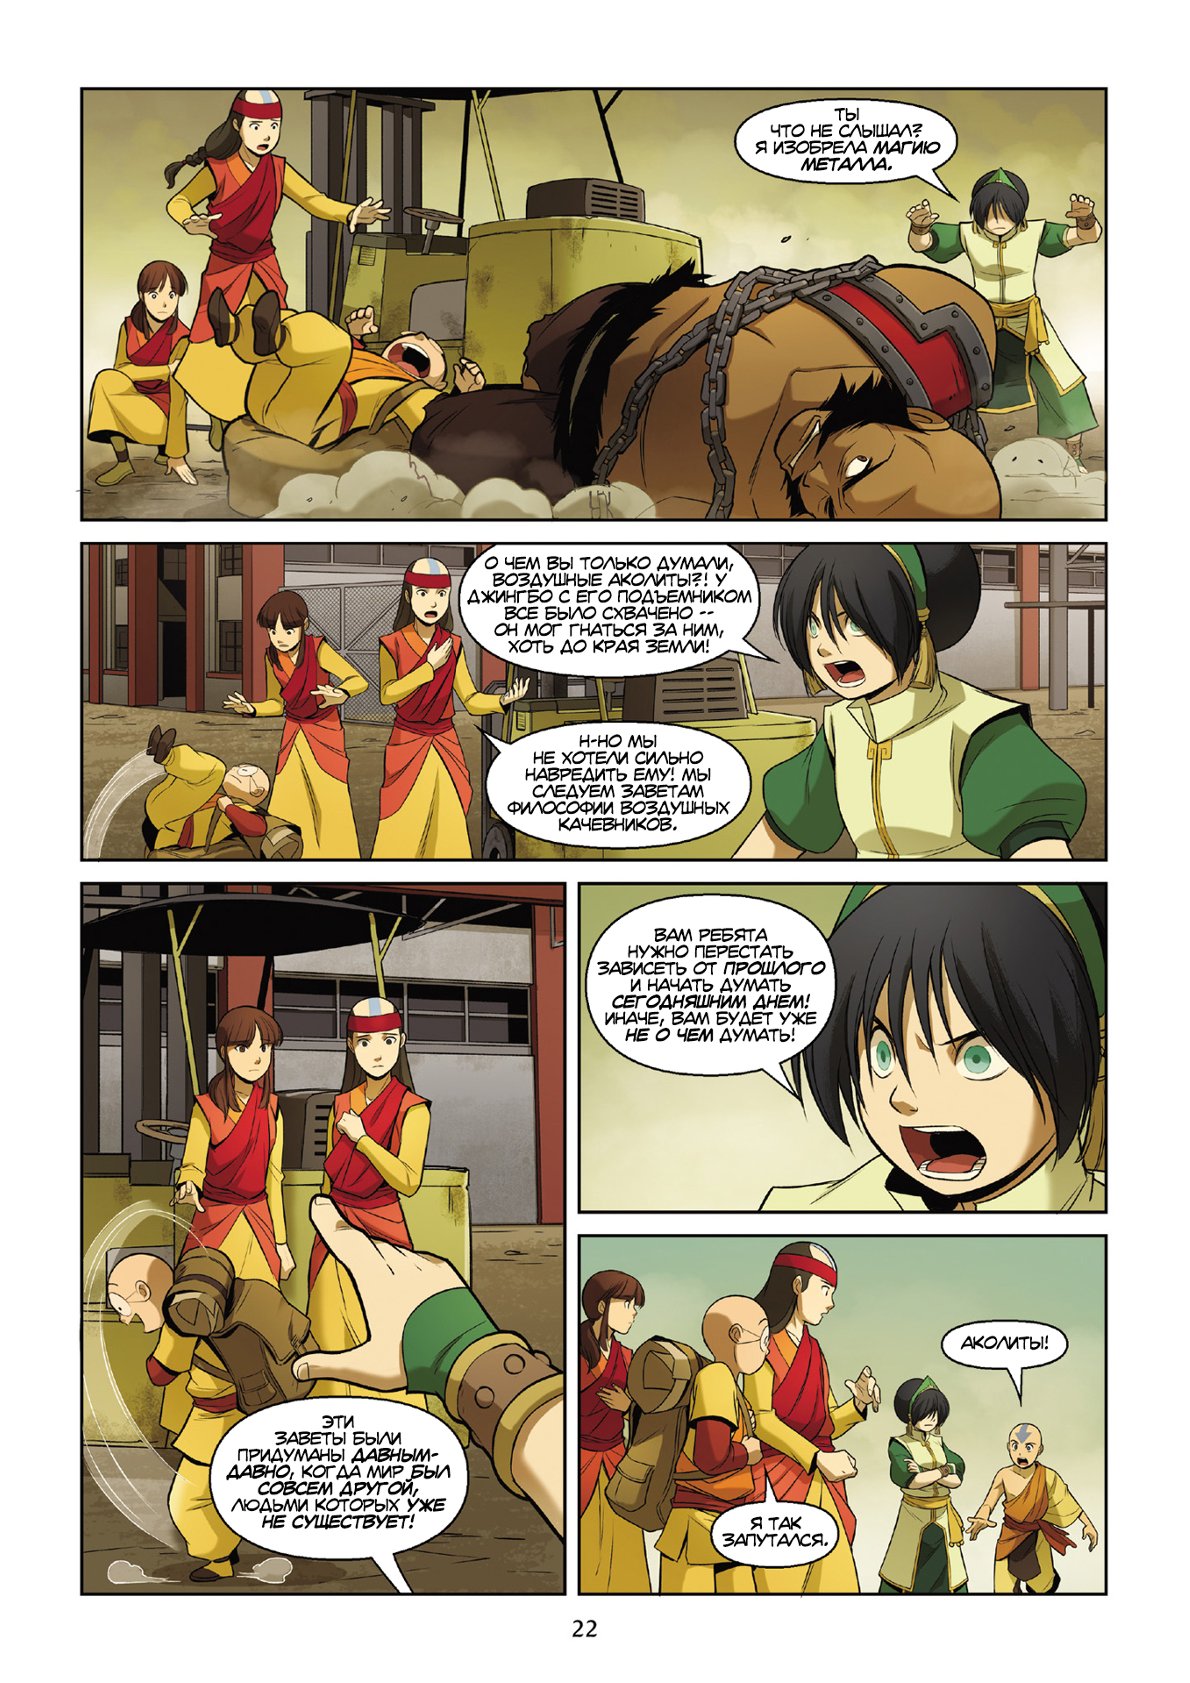 ТЫ
ЧТО НЕ СЛЫШАЛ?
Я ИЗОБРЕЛА МАГИЮ
МЕТАЛЛА.
О ЧЕМ ВЫ ТОЛЬКО ДУМАЛИ,
ВОЗДУШНЫЕ АКОЛИТЫ?! У
ДЖИНГБО С ЕГО ПОДЪЕМНИКОМ
ВСЕ БЫЛО СХВАЧЕНО --
ОН МОГ ГНАТЬСЯ ЗА НИМ,
ХОТЬ ДО КРАЯ ЗЕМЛИ!
Н-НО МЫ
НЕ ХОТЕЛИ СИЛЬНО
НАВРЕДИТЬ ЕМУ! МЫ
СЛЕДУЕМ ЗАВЕТАМ
ФИЛОСОФИИ ВОЗДУШНЫХ
КАЧЕВНИКОВ.
ЭТИ
ЗАВЕТЫ БЫЛИ
ПРИДУМАНЫ ДАВНЫМ-
ДАВНО, КОГДА МИР БЫЛ
СОВСЕМ ДРУГОЙ,
ЛЮДЬМИ КОТОРЫХ УЖЕ
НЕ СУЩЕСТВУЕТ!
ВАМ РЕБЯТА
НУЖНО ПЕРЕСТАТЬ
ЗАВИСЕТЬ ОТ ПРОШЛОГО
И НАЧАТЬ ДУМАТЬ
СЕГОДНЯШНИМ ДНЕМ!
ИНАЧЕ, ВАМ БУДЕТ УЖЕ
НЕ О ЧЕМ ДУМАТЬ!
АКОЛИТЫ!
Я ТАК
ЗАПУТАЛСЯ.
22